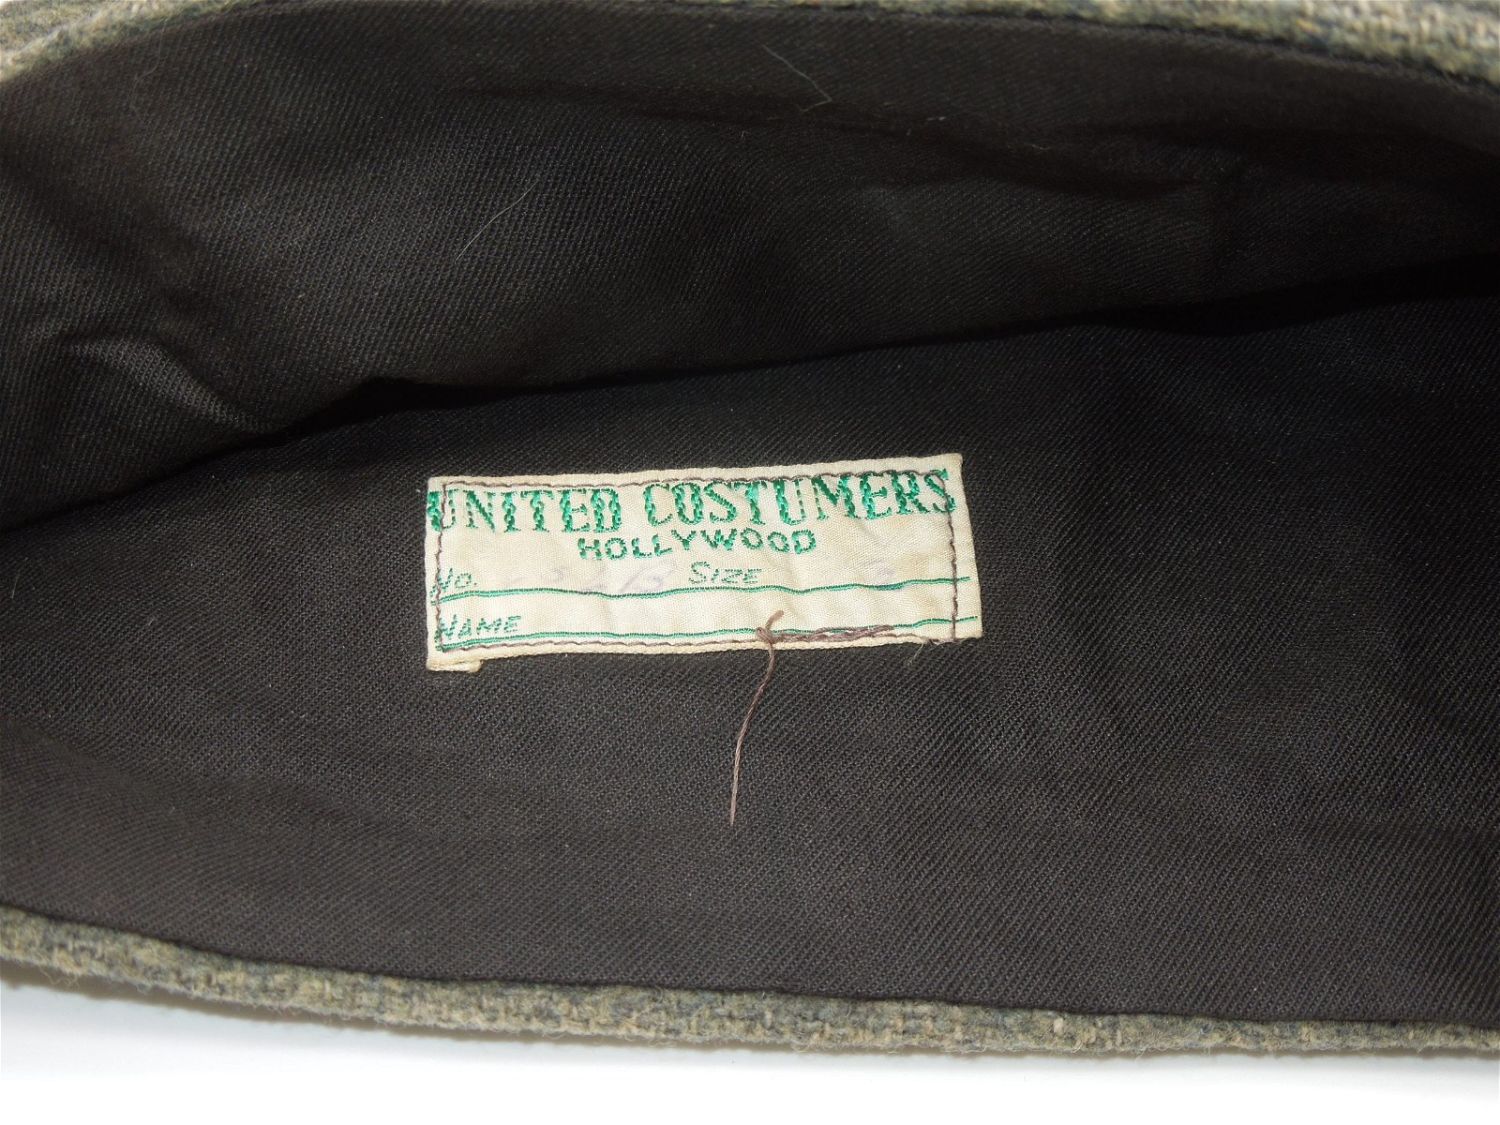 UNITED COSTUMERS
HOLLYWOOD
NO. SIZE
NAME